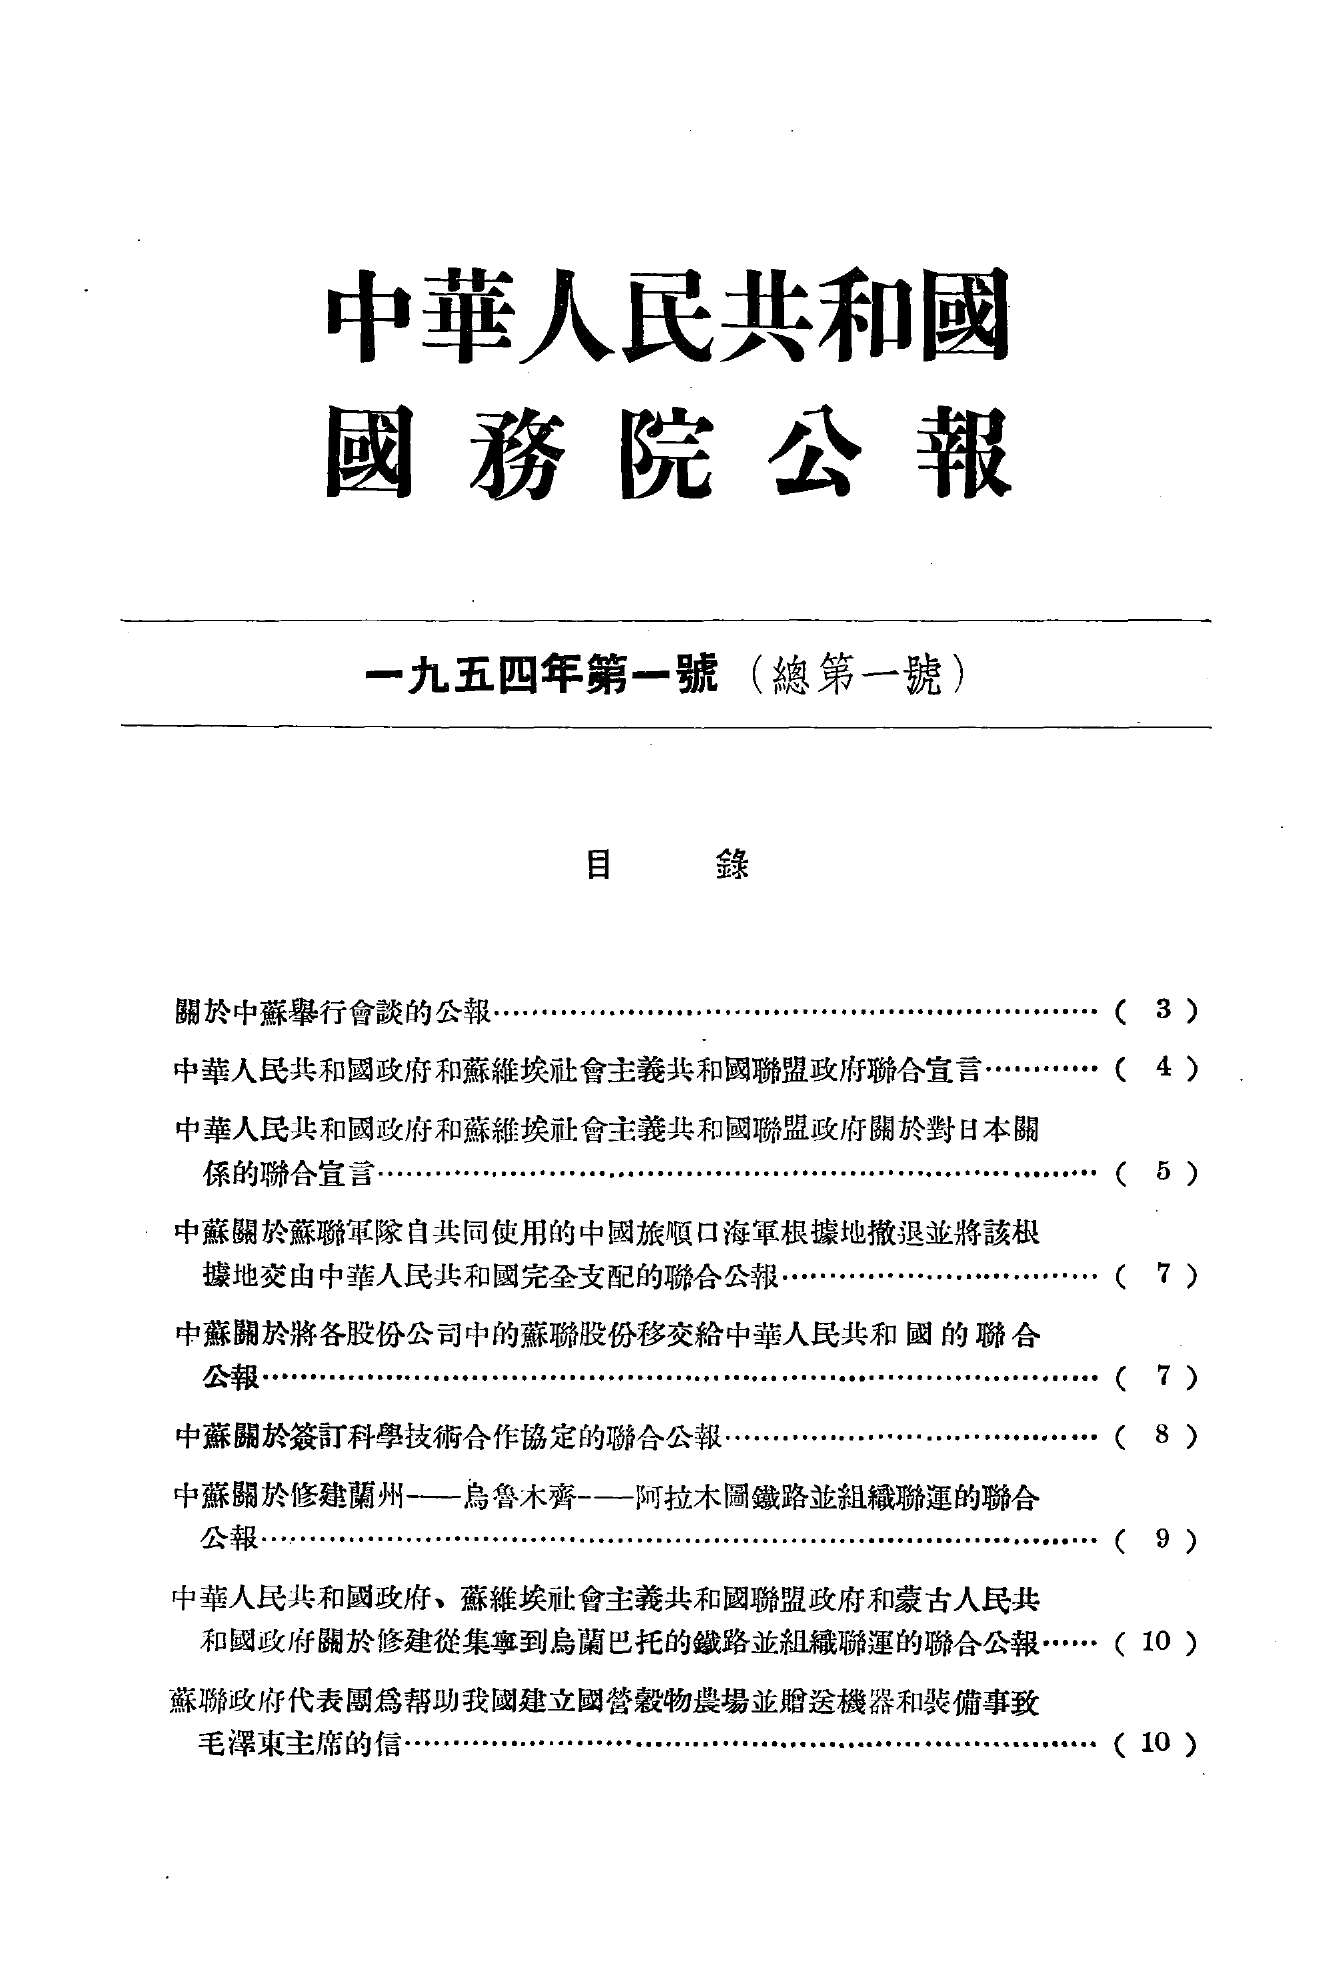 中華人民共和國
國務院公報
一九五四年第一號（總第一號）
目　　錄
關於中蘇舉行會談的公報……………………………………………………（ 3 ）
中華人民共和國政府和蘇維埃社會主義共和國聯盟政府聯合宣言…………（ 4 ）
中華人民共和國政府和蘇維埃社會主義共和國聯盟政府關於對日本關
係的聯合宣言……………………………………………………………（ 5 ）
中蘇關於蘇聯軍隊自共同使用的中國旅順口海軍根據地撤退並將該根
據地交由中華人民共和國完全支配的聯合公報……………………………（ 7 ）
中蘇關於將各股份公司中的蘇聯股份移交給中華人民共和國的聯合
公報…………………………………………………………………………（ 7 ）
中蘇關於簽訂科學技術合作協定的聯合公報…………………………………（ 8 ）
中蘇關於修建蘭州——烏魯木齊——阿拉木圖鐵路並組織聯運的聯合
公報…………………………………………………………………………（ 9 ）
中華人民共和國政府、蘇維埃社會主義共和國聯盟政府和蒙古人民共
和國政府關於修建從集寧到烏蘭巴托的鐵路並組織聯運的聯合公報……（ 10 ）
蘇聯政府代表團爲帮助我國建立國營穀物農場並贈送機器和裝備事致
毛澤東主席的信……………………………………………………………（ 10 ）